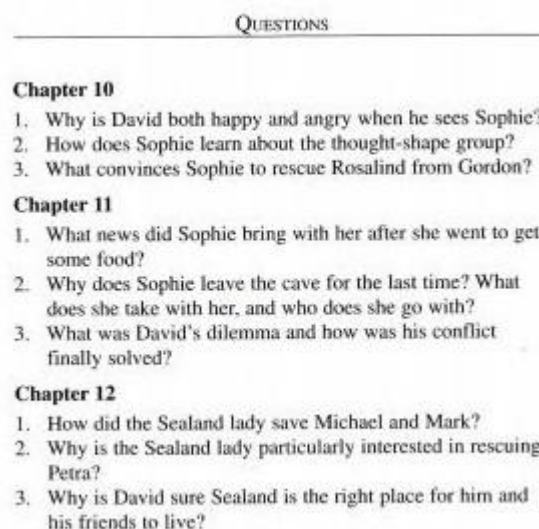 QUESTIONS
Chapter 10
1. Why is David both happy and angry when he sees Sophie?
2. How does Sophie learn about the thought-shape group?
3. What convinces Sophie to rescue Rosalind from Gordon?
Chapter 11
1. What news did Sophie bring with her after she went to get
some food?
2. Why does Sophie leave the cave for the last time? What
does she take with her, and who does she go with?
3. What was David's dilemma and how was his conflict
finally solved?
Chapter 12
1. How did the Sealand lady save Michael and Mark?
2. Why is the Sealand lady particularly interested in rescuing
Petra?
3. Why is David sure Sealand is the right place for him and
his friends to live?